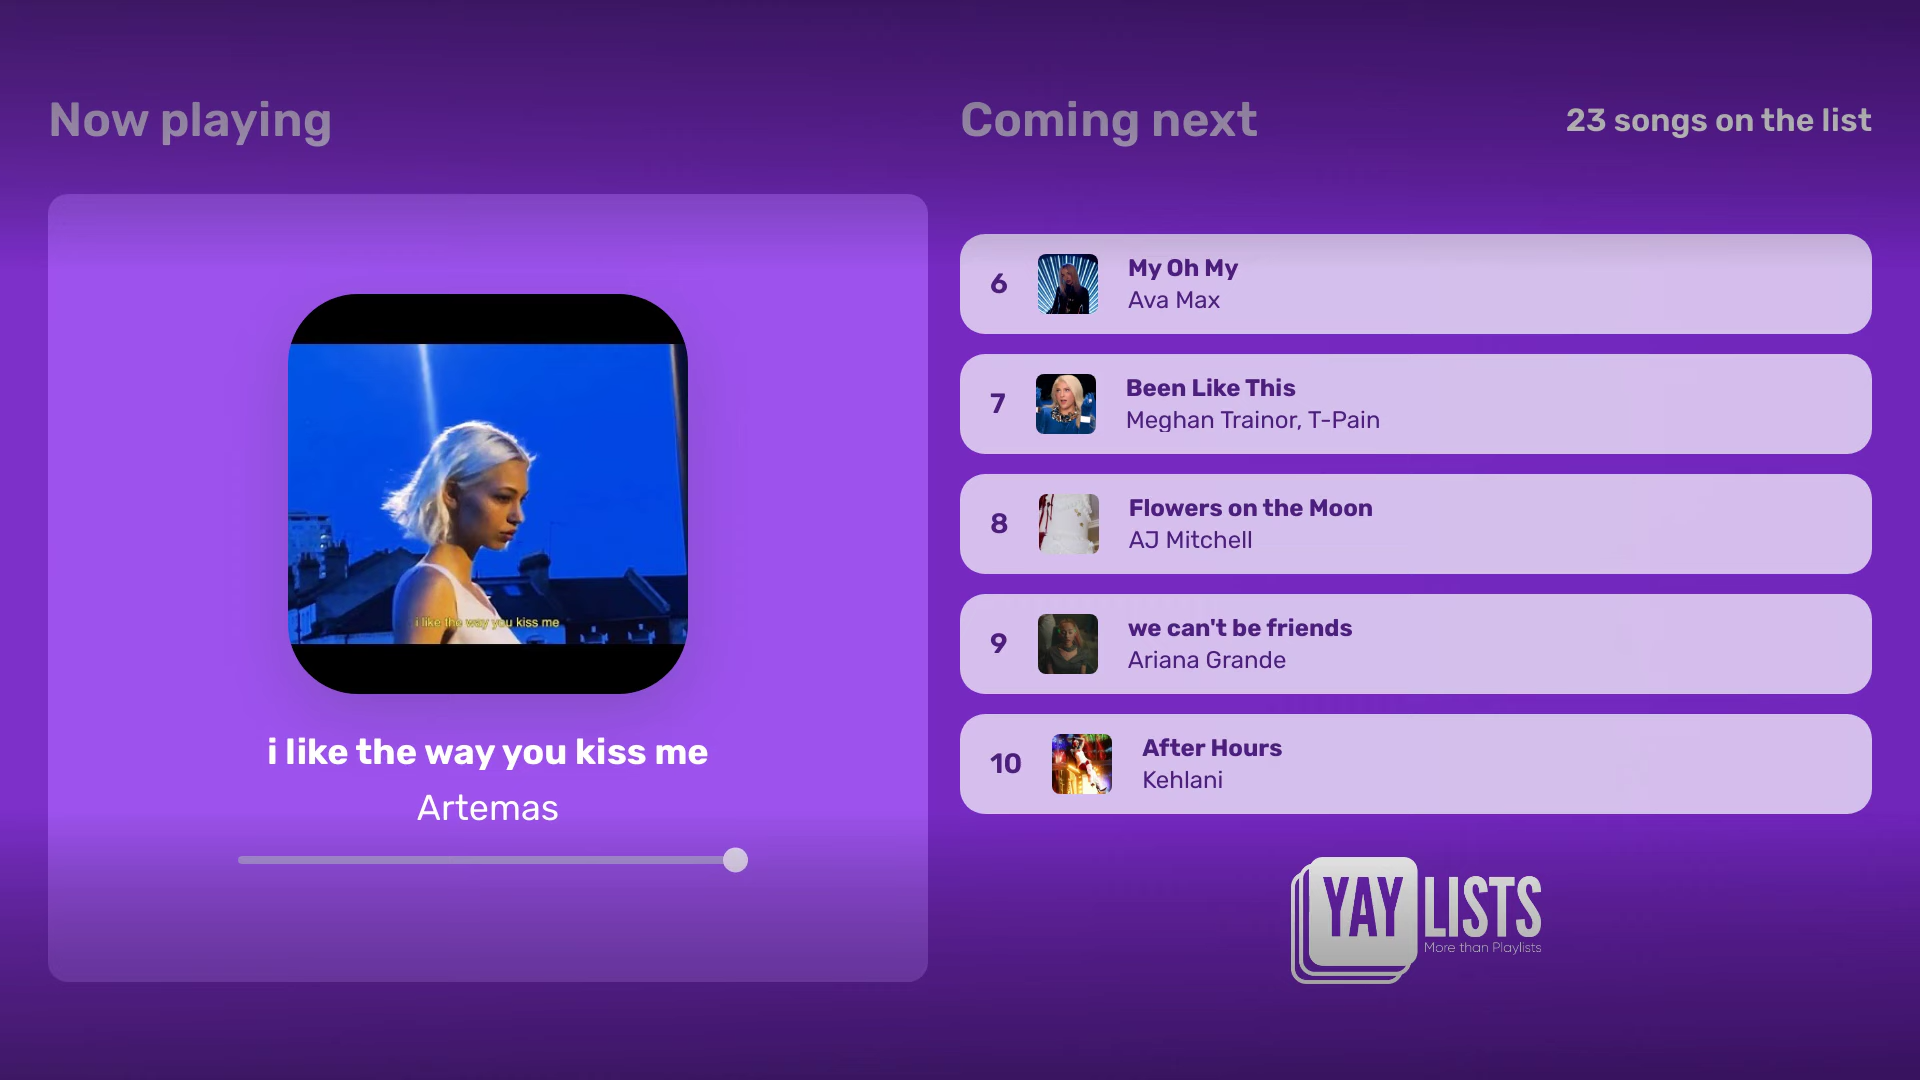 Now playing
i like the way you kiss me
i like the way you kiss me
Artemas
Coming next
23 songs on the list
6
My Oh My
Ava Max
7
Been Like This
Meghan Trainor, T-Pain
8
Flowers on the Moon
AJ Mitchell
9
we can't be friends
Ariana Grande
10
After Hours
Kehlani
YAY LISTS
More than Playlists